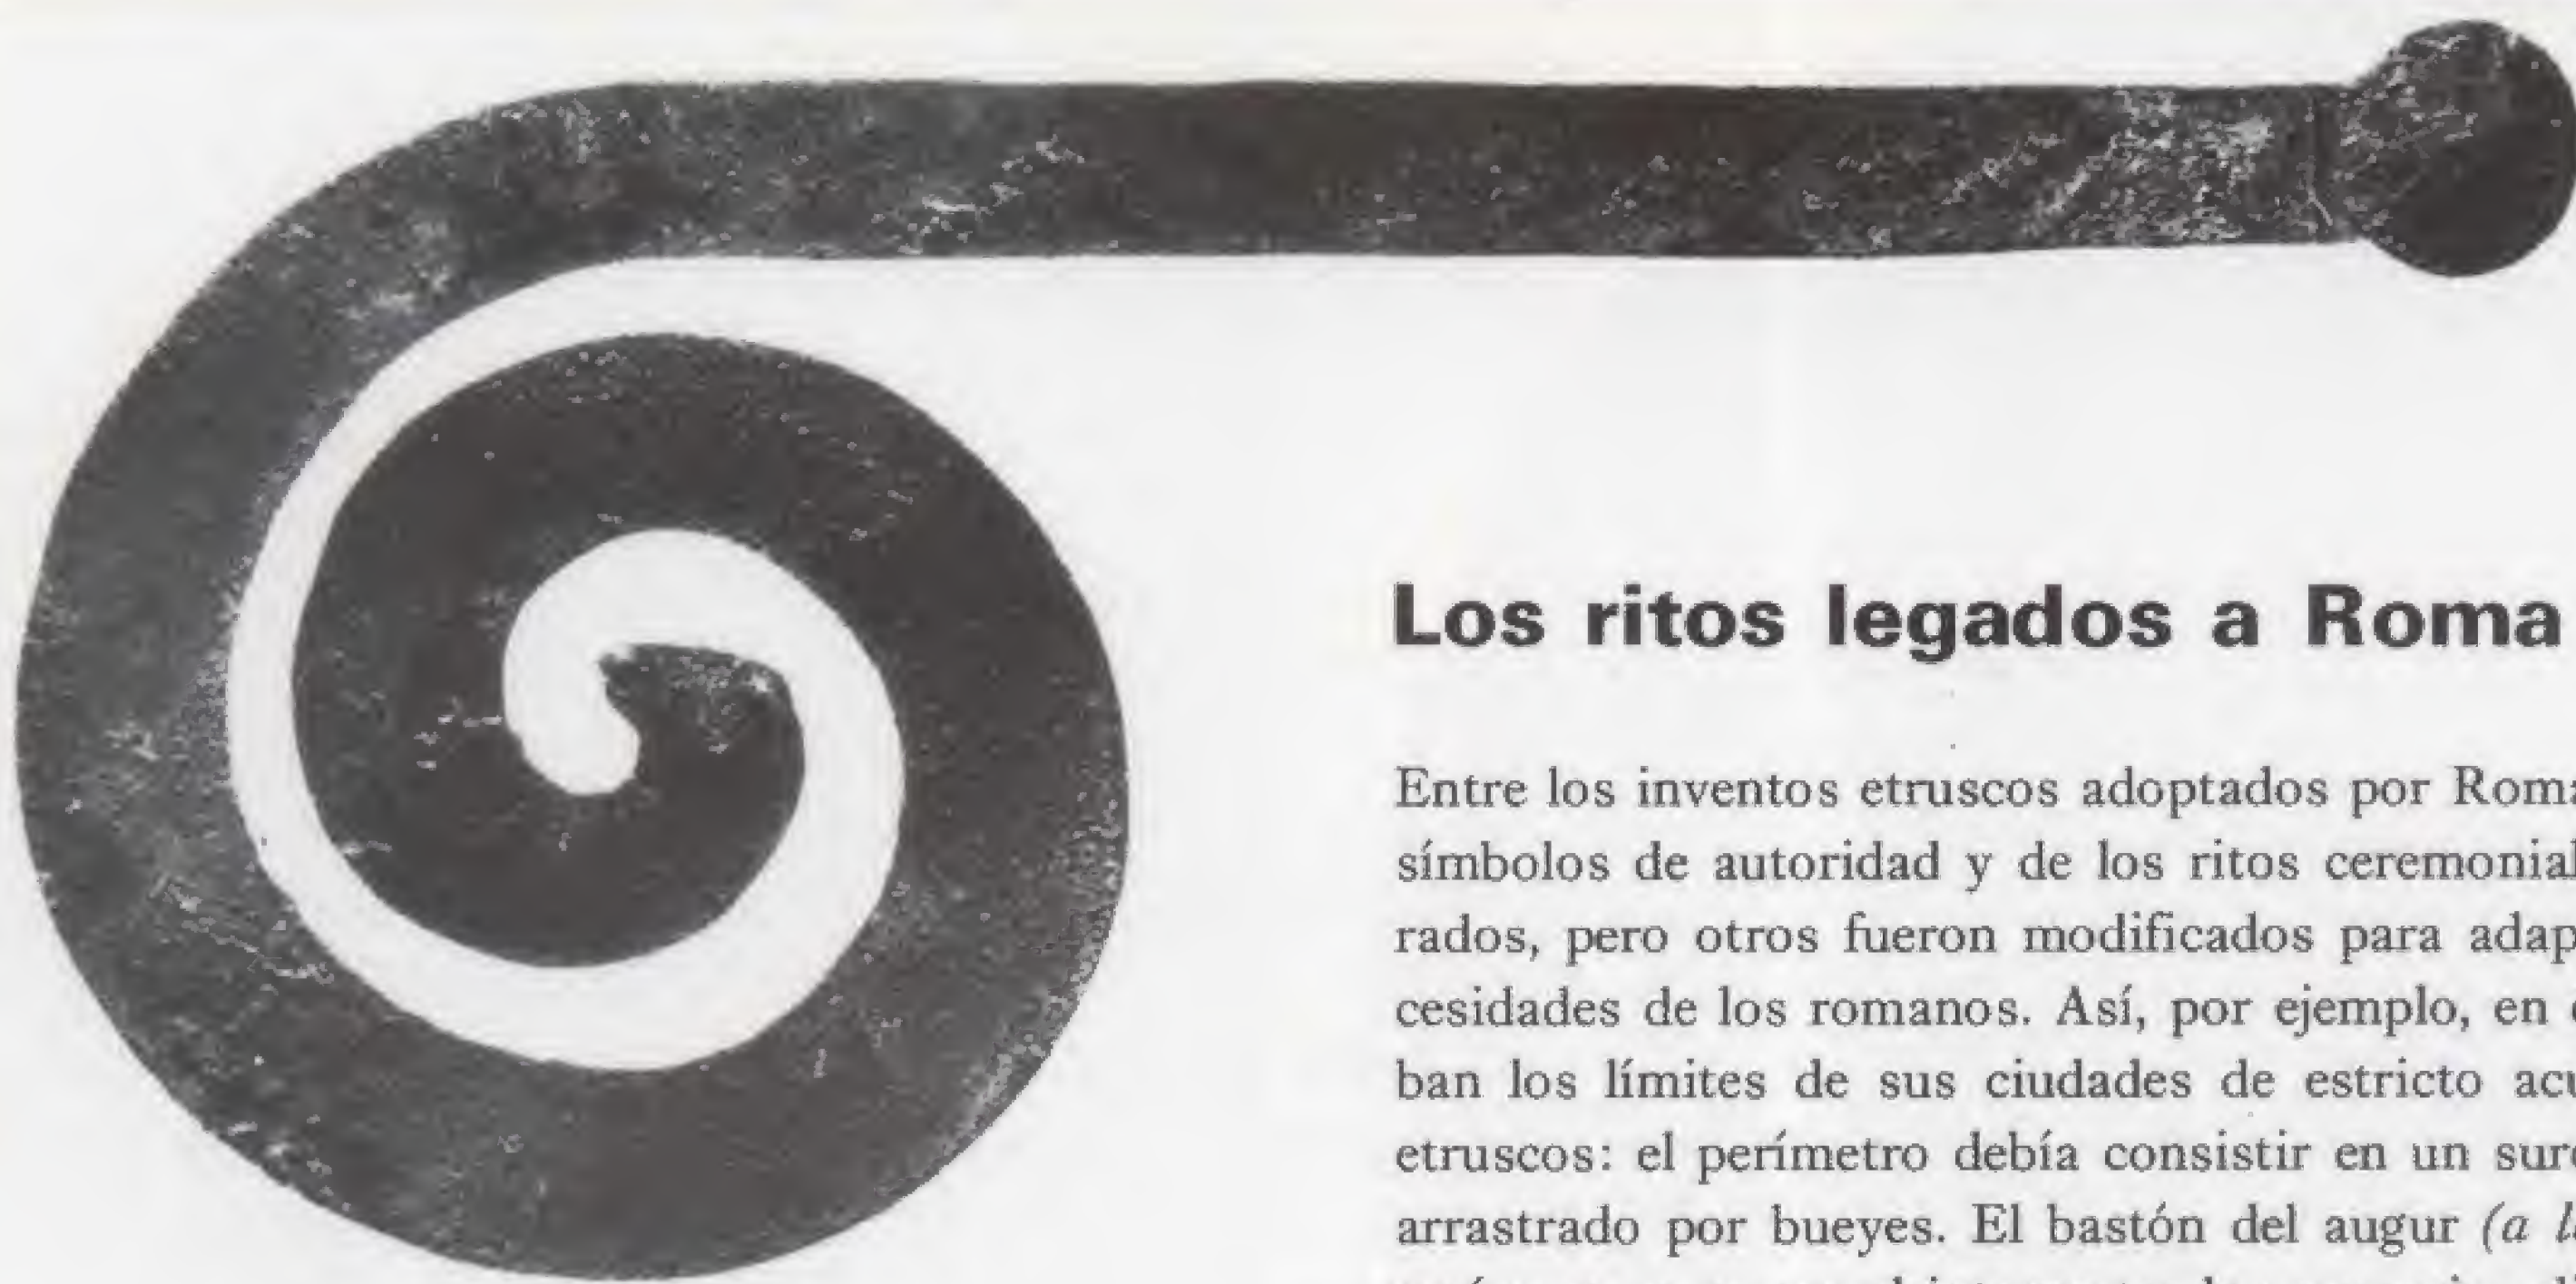 Los ritos legados a Roma
Entre los inventos etruscos adoptados por Roma
símbolos de autoridad y de los ritos ceremonial
rados, pero otros fueron modificados para adap
cesidades de los romanos. Así, por ejemplo, en
ban los límites de sus ciudades de estricto acu
etruscos: el perímetro debía consistir en un surc
arrastrado por bueyes. El bastón del augur (a